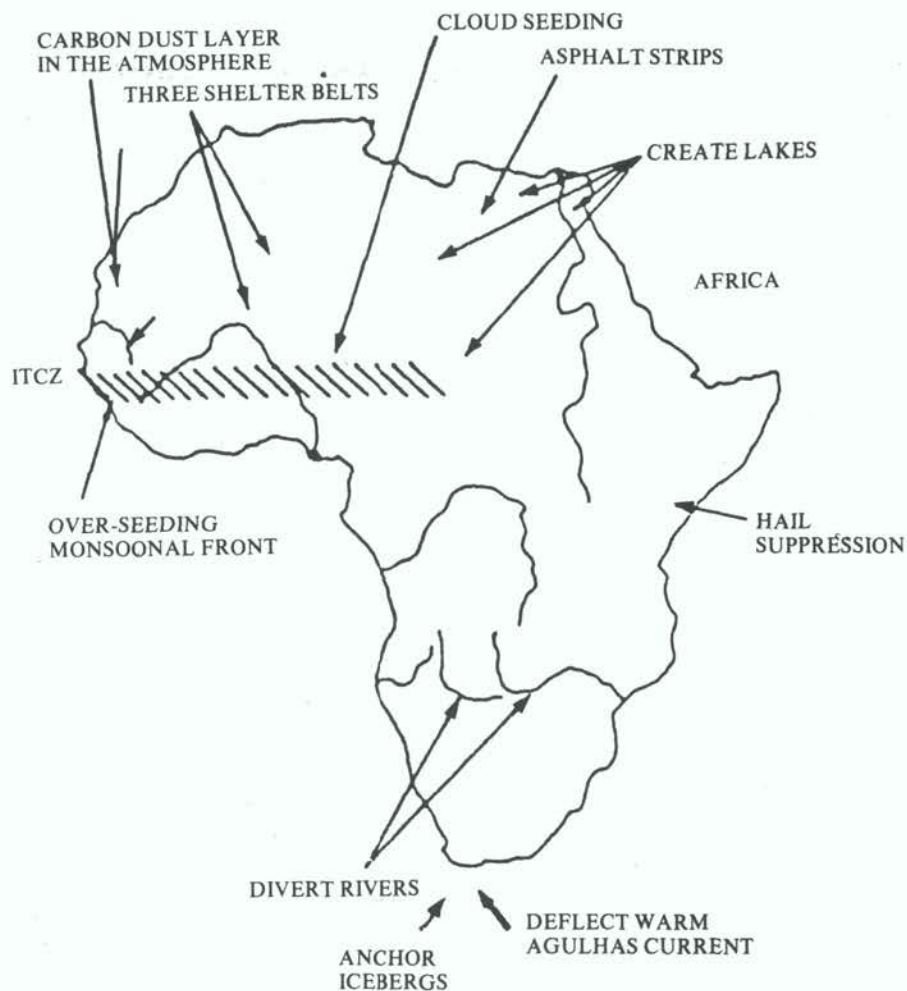 CLOUD SEEDING
CARBON DUST LAYER
IN THE ATMOSPHERE
ASPHALT STRIPS
THREE SHELTER BELTS
CREATE LAKES
AFRICA
ITCZ
OVER-SEEDING
MONSOONAL FRONT
HAIL
SUPPRESSION
DIVERT RIVERS
DEFLECT WARM
AGULHAS CURRENT
ANCHOR
ICEBERGS